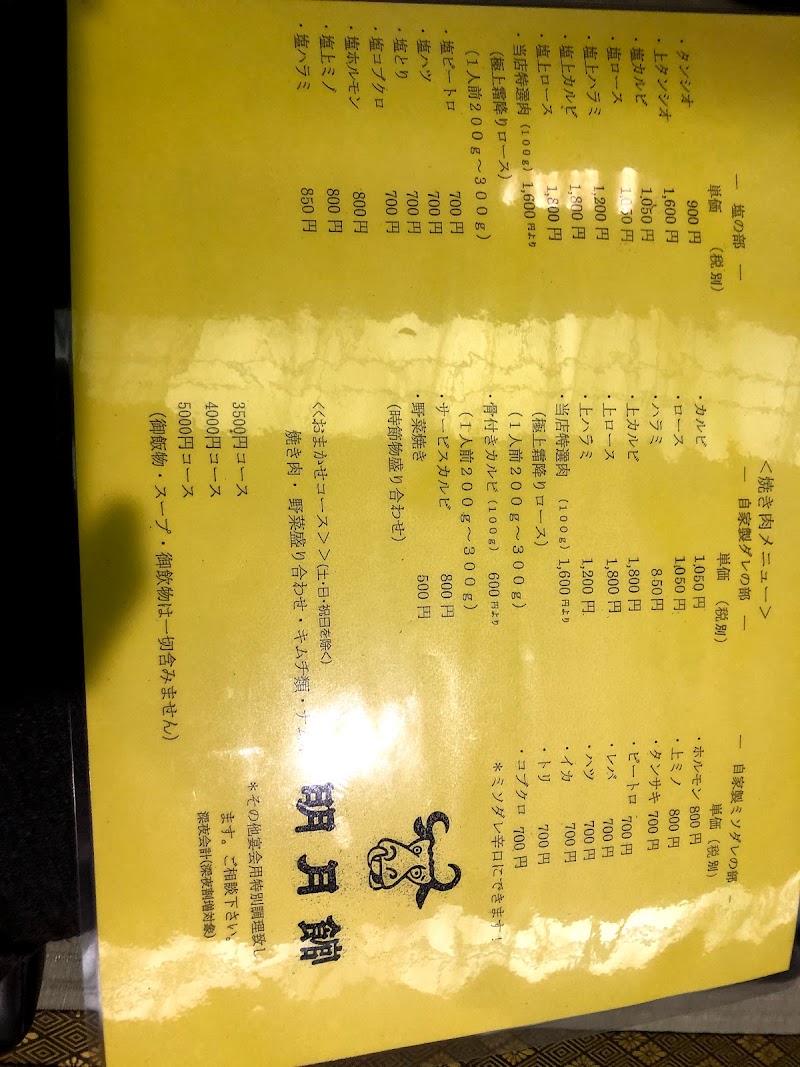 ＜焼き肉メニュー＞
― 塩の部 ―
単価 （税別）
・タンシオ 900円
・上タンシオ 1,600円
・塩カルビ 1,050円
・塩ロース 1,050円
・塩上ハラミ 1,200円
・塩上カルビ 1,800円
・塩上ロース 1,800円
・当店特選肉（100g）1,600円より
（極上霜降りロース）
（1人前200g～300g）
・塩ピートロ 700円
・塩ハツ 700円
・塩とり 700円
・塩コブクロ 700円
・塩ホルモン 800円
・塩上ミノ 800円
・塩ハラミ 850円
― 自家製ダレの部 ―
単価 （税別）
・カルビ 1,050円
・ロース 1,050円
・ハラミ 850円
・上カルビ 1,800円
・上ロース 1,800円
・上ハラミ 1,200円
・当店特選肉 （100g）1,600円より
（極上霜降りロース）
（1人前200g～300g）
・骨付きカルビ（100g） 600円より
（1人前200g～300g）
・サービスカルビ 800円
・野菜焼き 500円
（時節物盛り合わせ）
― 自家製ミソダレの部 -
単価 （税別）
・ホルモン 800円
・上ミノ 800円
・タンサキ 700円
・ピートロ 700円
・レバ 700円
・ハツ 700円
・イカ 700円
・トリ 700円
・コブクロ 700円
＊ミソダレ辛口にできます！
＜＜おまかせコース＞＞（土・日・祝日を除く）
焼き肉・野菜盛り合わせ・キムチ類・ナ
3500円コース
4000円コース
5000円コース
（御飯物・スープ・御飲物は一切含みません）
明月館
＊その他宴会用特別調理致し
ます。ご相談下さい。
深夜会計（深夜割増対象）